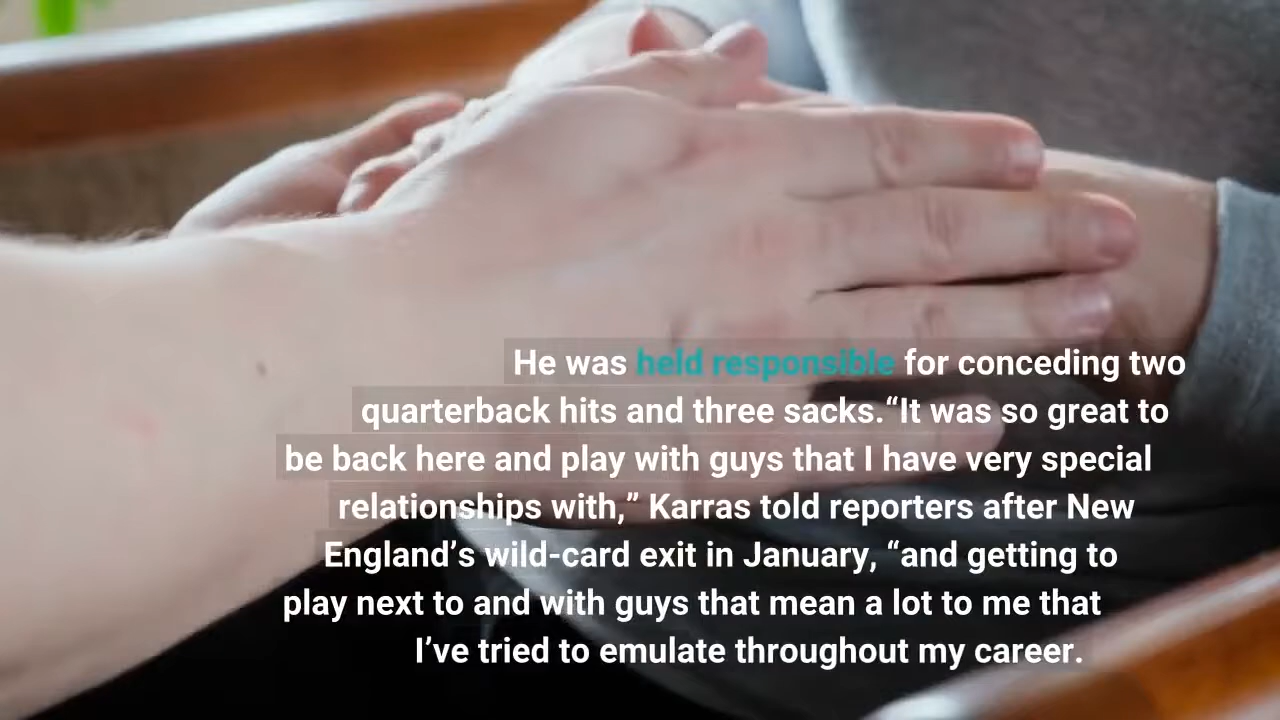 He was held responsible for conceding two
quarterback hits and three sacks.“It was so great to
be back here and play with guys that I have very special
relationships with,” Karras told reporters after New
England’s wild-card exit in January, “and getting to
play next to and with guys that mean a lot to me that
I’ve tried to emulate throughout my career.